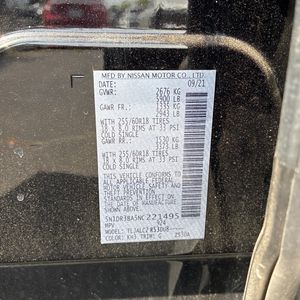 MFD BY NISSAN MOTOR CO., LTD.
DATE: 09/21
GVWR: 2676 KG
5900 LB
GAWR FR.: 1335 KG
2943 LB
WITH 255/60R18 TIRES
18 X 8.0 RIMS AT 33 PSI
COLD SINGLE
GAWR RR.: 1530 KG
3373 LB
WITH 255/60R18 TIRES
18 X 8.0 RIMS AT 33 PSI
COLD SINGLE
THIS VEHICLE CONFORMS TO ALL
APPLICABLE FEDERAL MOTOR
VEHICLE SAFETY AND THEFT
PREVENTION STANDARDS IN
EFFECT ON THE DATE OF
MANUFACTURE SHOWN ABOVE.
5N1DR3BA5NC221495
MPV
MODEL:
COLOR: KH3 TRIM: G